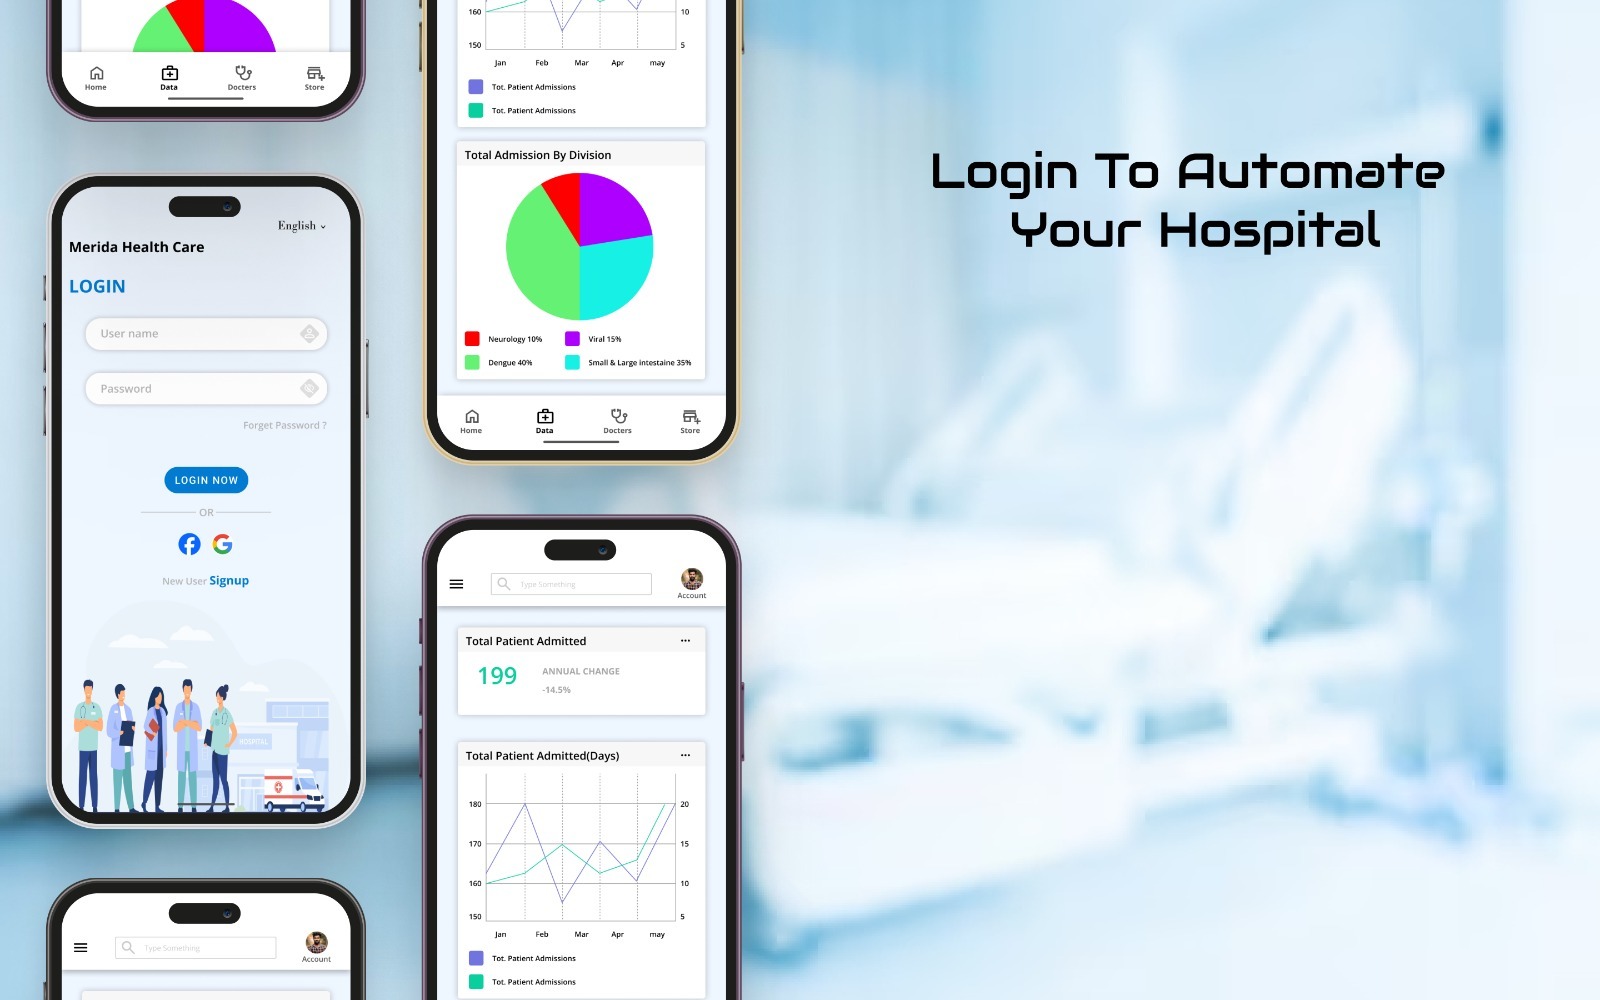 Home Data Docters Store
English
Merida Health Care
LOGIN
User name
Password
Forget Password ?
LOGIN NOW
OR
New User Signup
HOSPITAL
Type Something
Account
160 10
150 5
Jan Feb Mar Apr may
Tot. Patient Admissions
Tot. Patient Admissions
Total Admission By Division
Neurology 10% Viral 15%
Dengue 40% Small & Large intestaine 35%
Home Data Docters Store
Type Something
Account
Total Patient Admitted
199 ANNUAL CHANGE
-14.5%
Total Patient Admitted(Days)
180 20
170 15
160 10
150 5
Jan Feb Mar Apr may
Tot. Patient Admissions
Tot. Patient Admissions
Login To Automate
Your Hospital